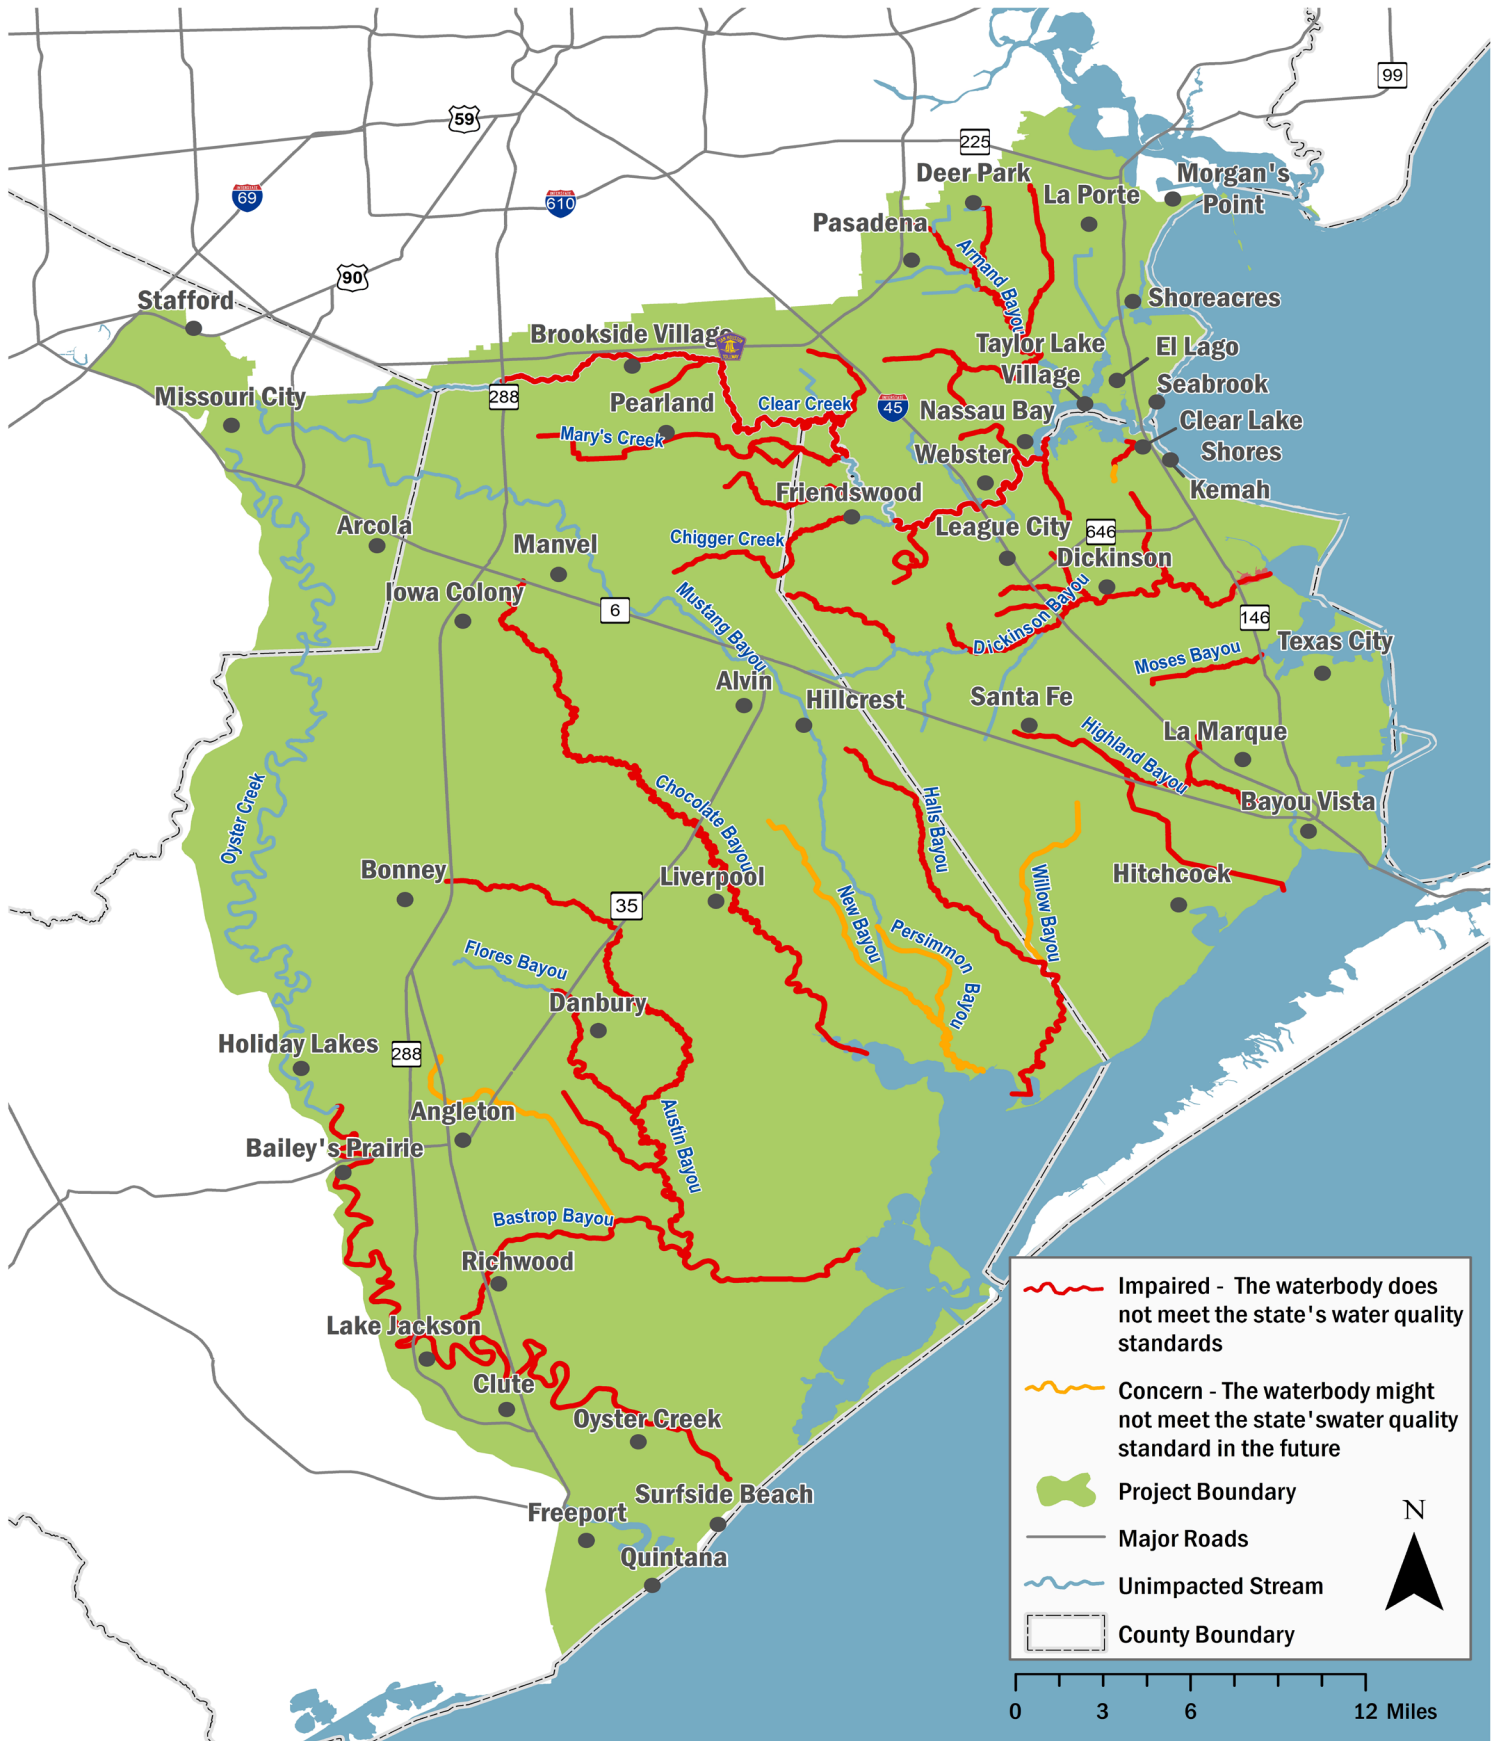 99
59
225
Deer Park
Morgan's
Point
La Porte
INTERSTATE
69
INTERSTATE
610
Pasadena
Armand Bayou
90
Stafford
Shoreacres
Brookside Village
Taylor Lake
Village
El Lago
Missouri City
288
Pearland
Clear Creek
INTERSTATE
45
Seabrook
Nassau Bay
Clear Lake
Shores
Mary's Creek
Webster
Kemah
Friendswood
Arcola
Manvel
Chigger Creek
League City
646
Dickinson
Iowa Colony
6
Mustang Bayou
Dickinson Bayou
146
Texas City
Moses Bayou
Alvin
Hillcrest
Santa Fe
Highland Bayou
La Marque
Oyster Creek
Chocolate Bayou
Halls Bayou
Bayou Vista
Bonney
Liverpool
Hitchcock
35
New Bayou
Persimmon
Bayou
Willow Bayou
Flores Bayou
Danbury
Holiday Lakes
288
Angleton
Bailey's Prairie
Austin Bayou
Bastrop Bayou
Richwood
Lake Jackson
Clute
Oyster Creek
Surfside Beach
Freeport
Quintana
Impaired - The waterbody does
not meet the state's water quality
standards
Concern - The waterbody might
not meet the state'swater quality
standard in the future
Project Boundary
N
Major Roads
Unimpacted Stream
County Boundary
0 3 6 12 Miles